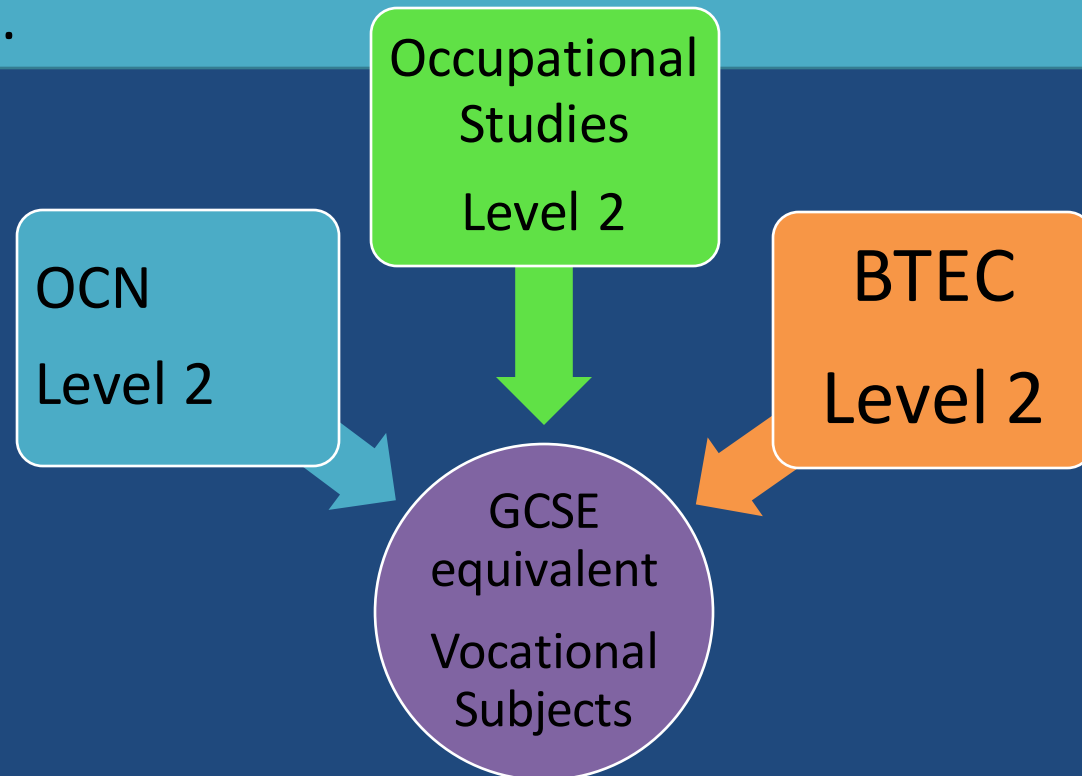 .
Occupational
Studies
Level 2
OCN
Level 2
BTEC
Level 2
GCSE
equivalent
Vocational
Subjects